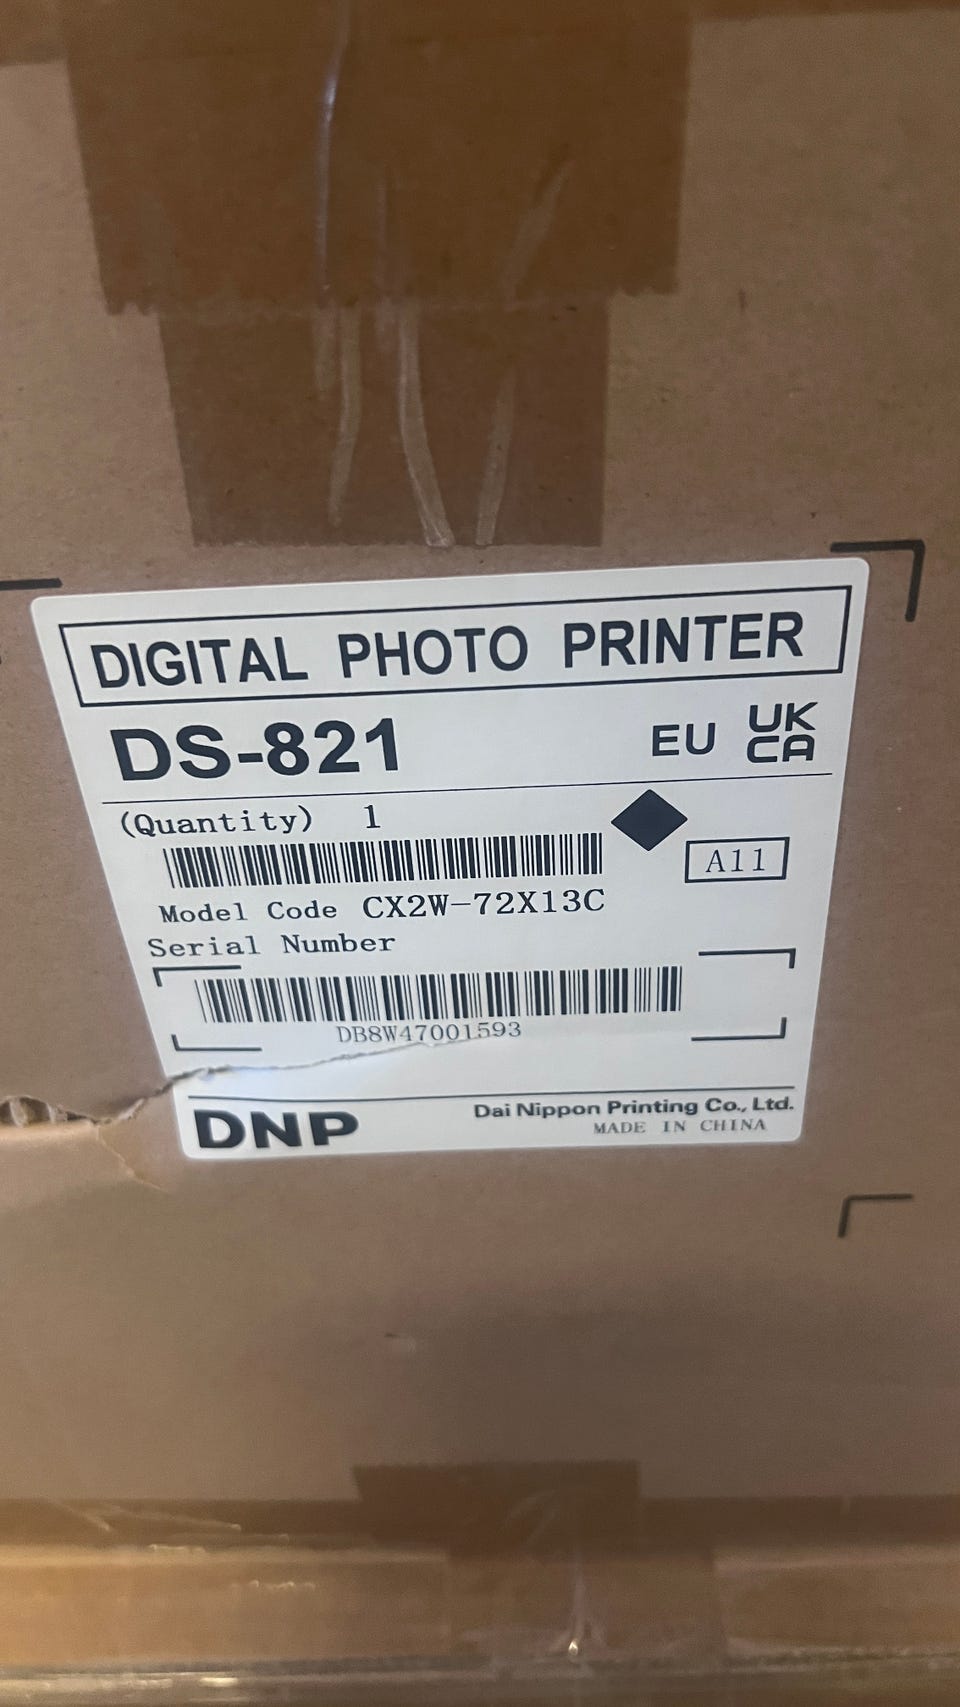 DIGITAL PHOTO PRINTER
DS-821 EU UK CA
(Quantity) 1
A11
Model Code CX2W-72X13C
Serial Number
DB8W47001593
DNP Dai Nippon Printing Co., Ltd.
MADE IN CHINA